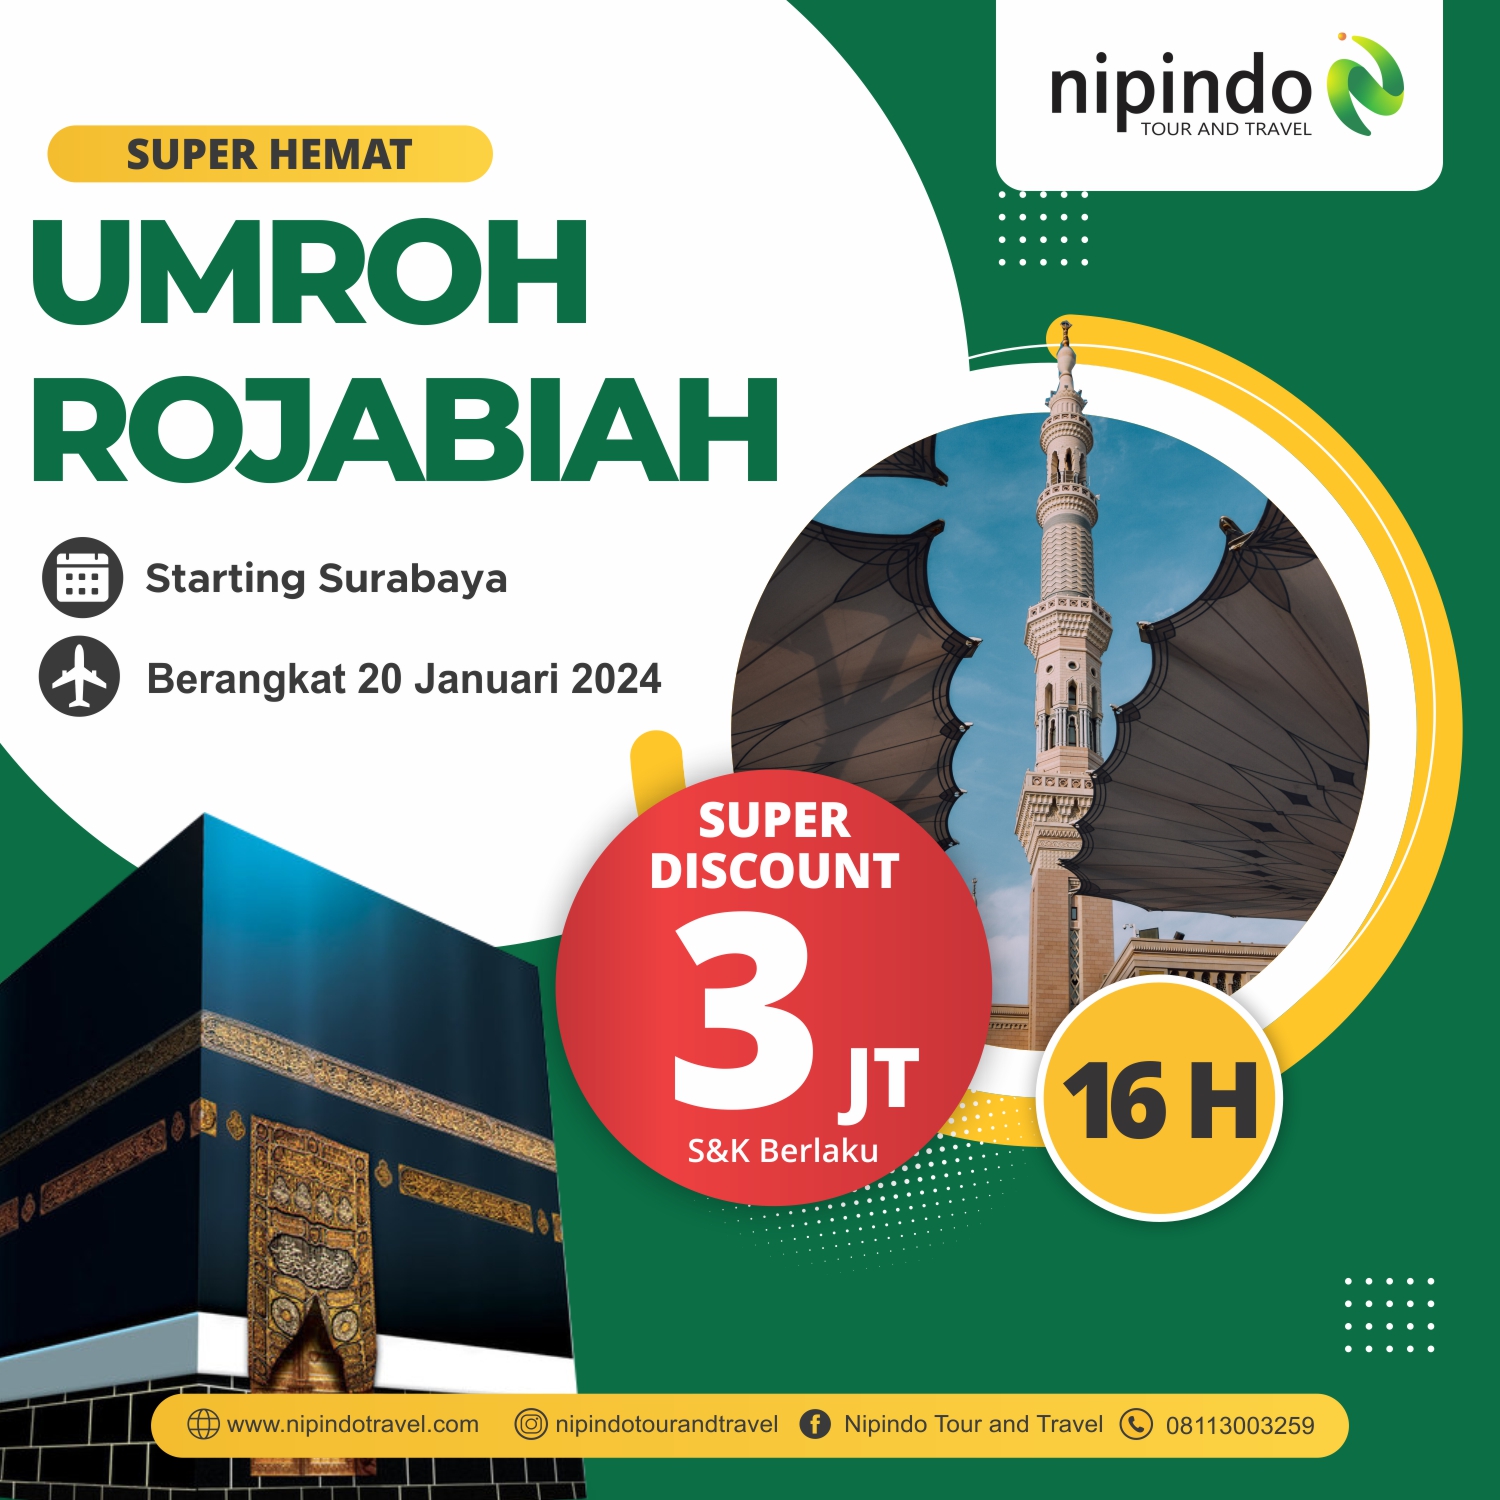 nipindo
TOUR AND TRAVEL
SUPER HEMAT
UMROH
ROJABIAH
Starting Surabaya
Berangkat 20 Januari 2024
SUPER
DISCOUNT
3 JT
S&K Berlaku
16 H
www.nipindotravel.com nipindotourandtravel Nipindo Tour and Travel 08113003259